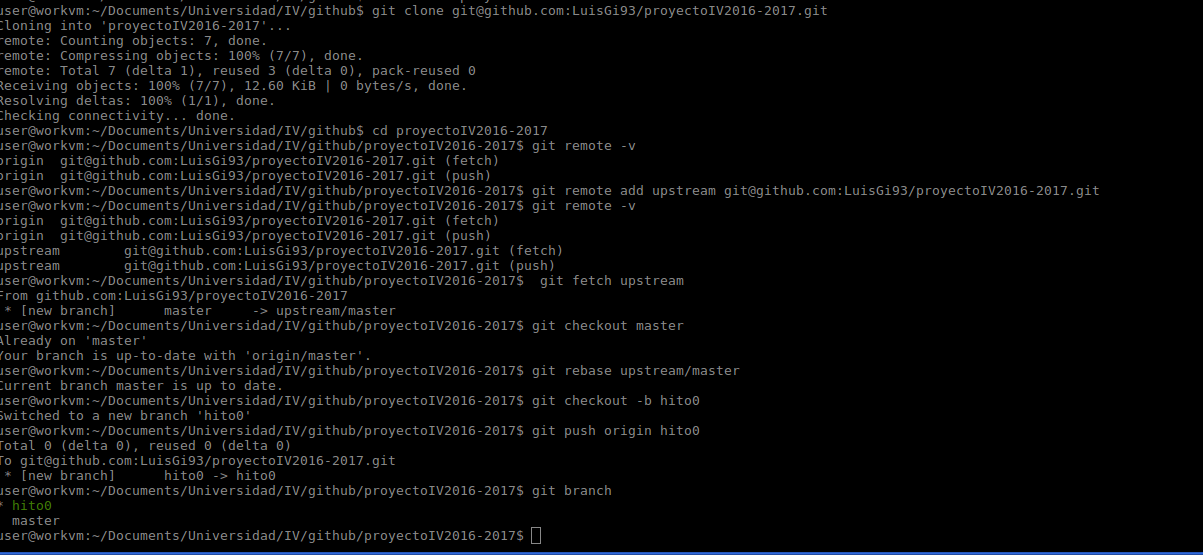 user@workvm:~/Documents/Universidad/IV/github$ git clone git@github.com:LuisGi93/proyectoIV2016-2017.git
Cloning into 'proyectoIV2016-2017'...
remote: Counting objects: 7, done.
remote: Compressing objects: 100% (7/7), done.
remote: Total 7 (delta 1), reused 3 (delta 0), pack-reused 0
Receiving objects: 100% (7/7), 12.60 KiB | 0 bytes/s, done.
Resolving deltas: 100% (1/1), done.
Checking connectivity... done.
user@workvm:~/Documents/Universidad/IV/github$ cd proyectoIV2016-2017
user@workvm:~/Documents/Universidad/IV/github/proyectoIV2016-2017$ git remote -v
origin  git@github.com:LuisGi93/proyectoIV2016-2017.git (fetch)
origin  git@github.com:LuisGi93/proyectoIV2016-2017.git (push)
user@workvm:~/Documents/Universidad/IV/github/proyectoIV2016-2017$ git remote add upstream git@github.com:LuisGi93/proyectoIV2016-2017.git
user@workvm:~/Documents/Universidad/IV/github/proyectoIV2016-2017$ git remote -v
origin  git@github.com:LuisGi93/proyectoIV2016-2017.git (fetch)
origin  git@github.com:LuisGi93/proyectoIV2016-2017.git (push)
upstream        git@github.com:LuisGi93/proyectoIV2016-2017.git (fetch)
upstream        git@github.com:LuisGi93/proyectoIV2016-2017.git (push)
user@workvm:~/Documents/Universidad/IV/github/proyectoIV2016-2017$  git fetch upstream
From github.com:LuisGi93/proyectoIV2016-2017
 * [new branch]      master     -> upstream/master
user@workvm:~/Documents/Universidad/IV/github/proyectoIV2016-2017$ git checkout master
Already on 'master'
Your branch is up-to-date with 'origin/master'.
user@workvm:~/Documents/Universidad/IV/github/proyectoIV2016-2017$ git rebase upstream/master
Current branch master is up to date.
user@workvm:~/Documents/Universidad/IV/github/proyectoIV2016-2017$ git checkout -b hito0
Switched to a new branch 'hito0'
user@workvm:~/Documents/Universidad/IV/github/proyectoIV2016-2017$ git push origin hito0
Total 0 (delta 0), reused 0 (delta 0)
To git@github.com:LuisGi93/proyectoIV2016-2017.git
 * [new branch]      hito0 -> hito0
user@workvm:~/Documents/Universidad/IV/github/proyectoIV2016-2017$ git branch
* hito0
  master
user@workvm:~/Documents/Universidad/IV/github/proyectoIV2016-2017$